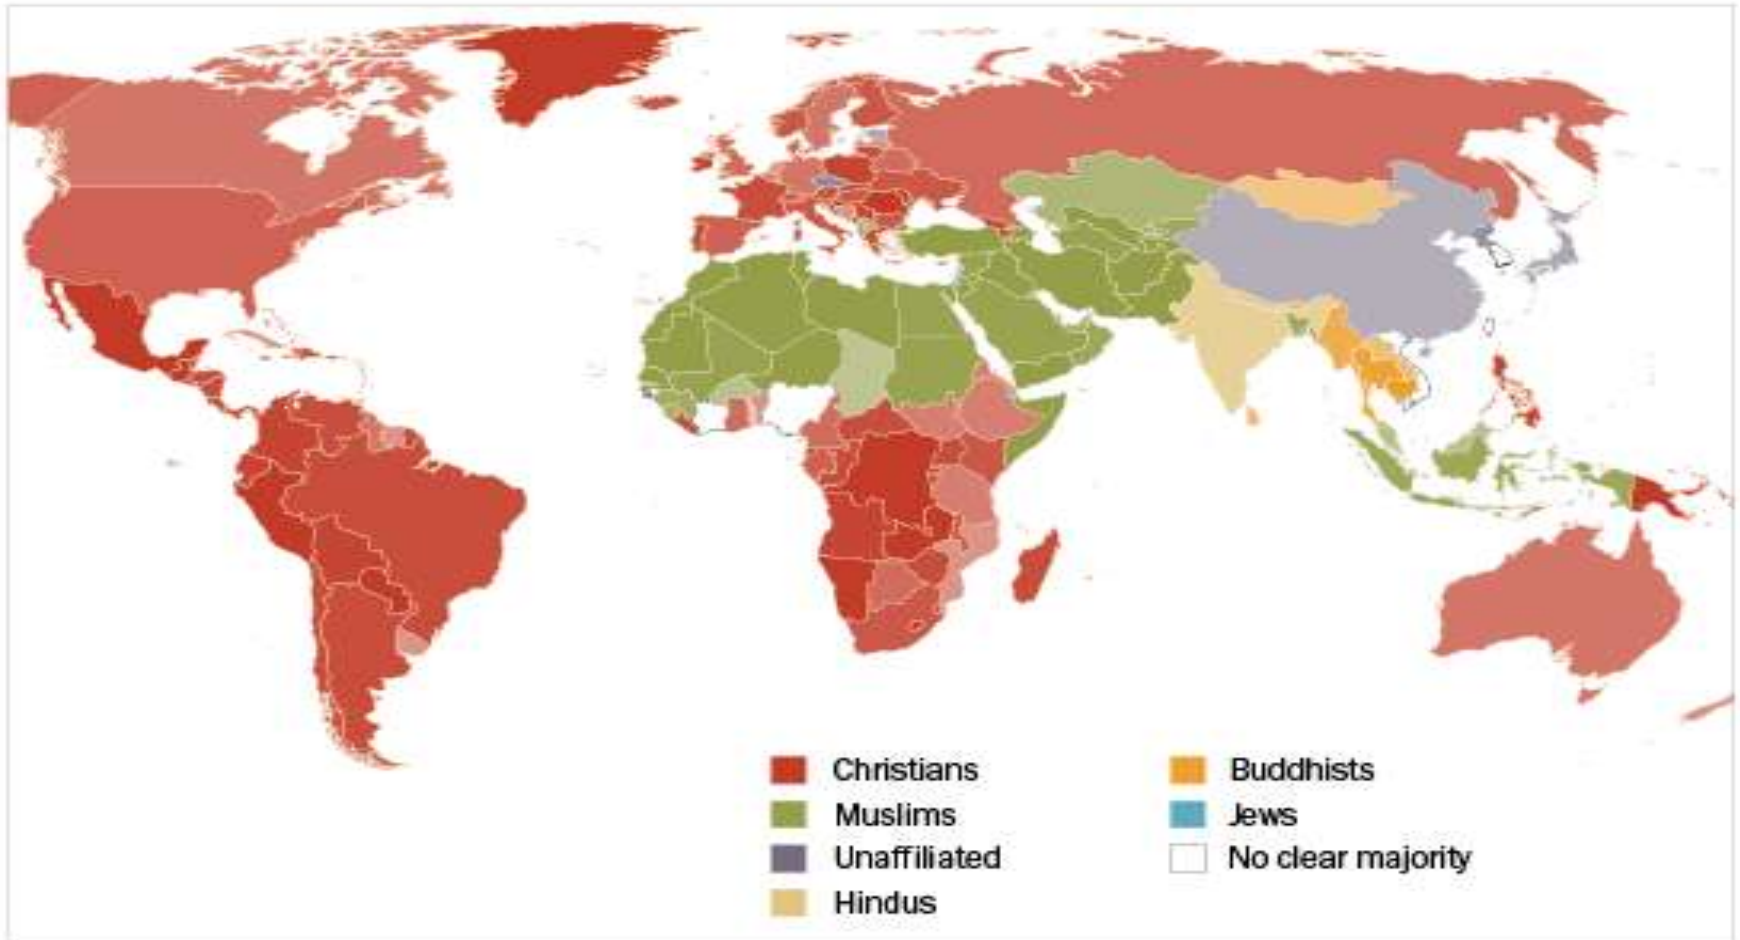 Christians
Muslims
Unaffiliated
Hindus
Buddhists
Jews
No clear majority